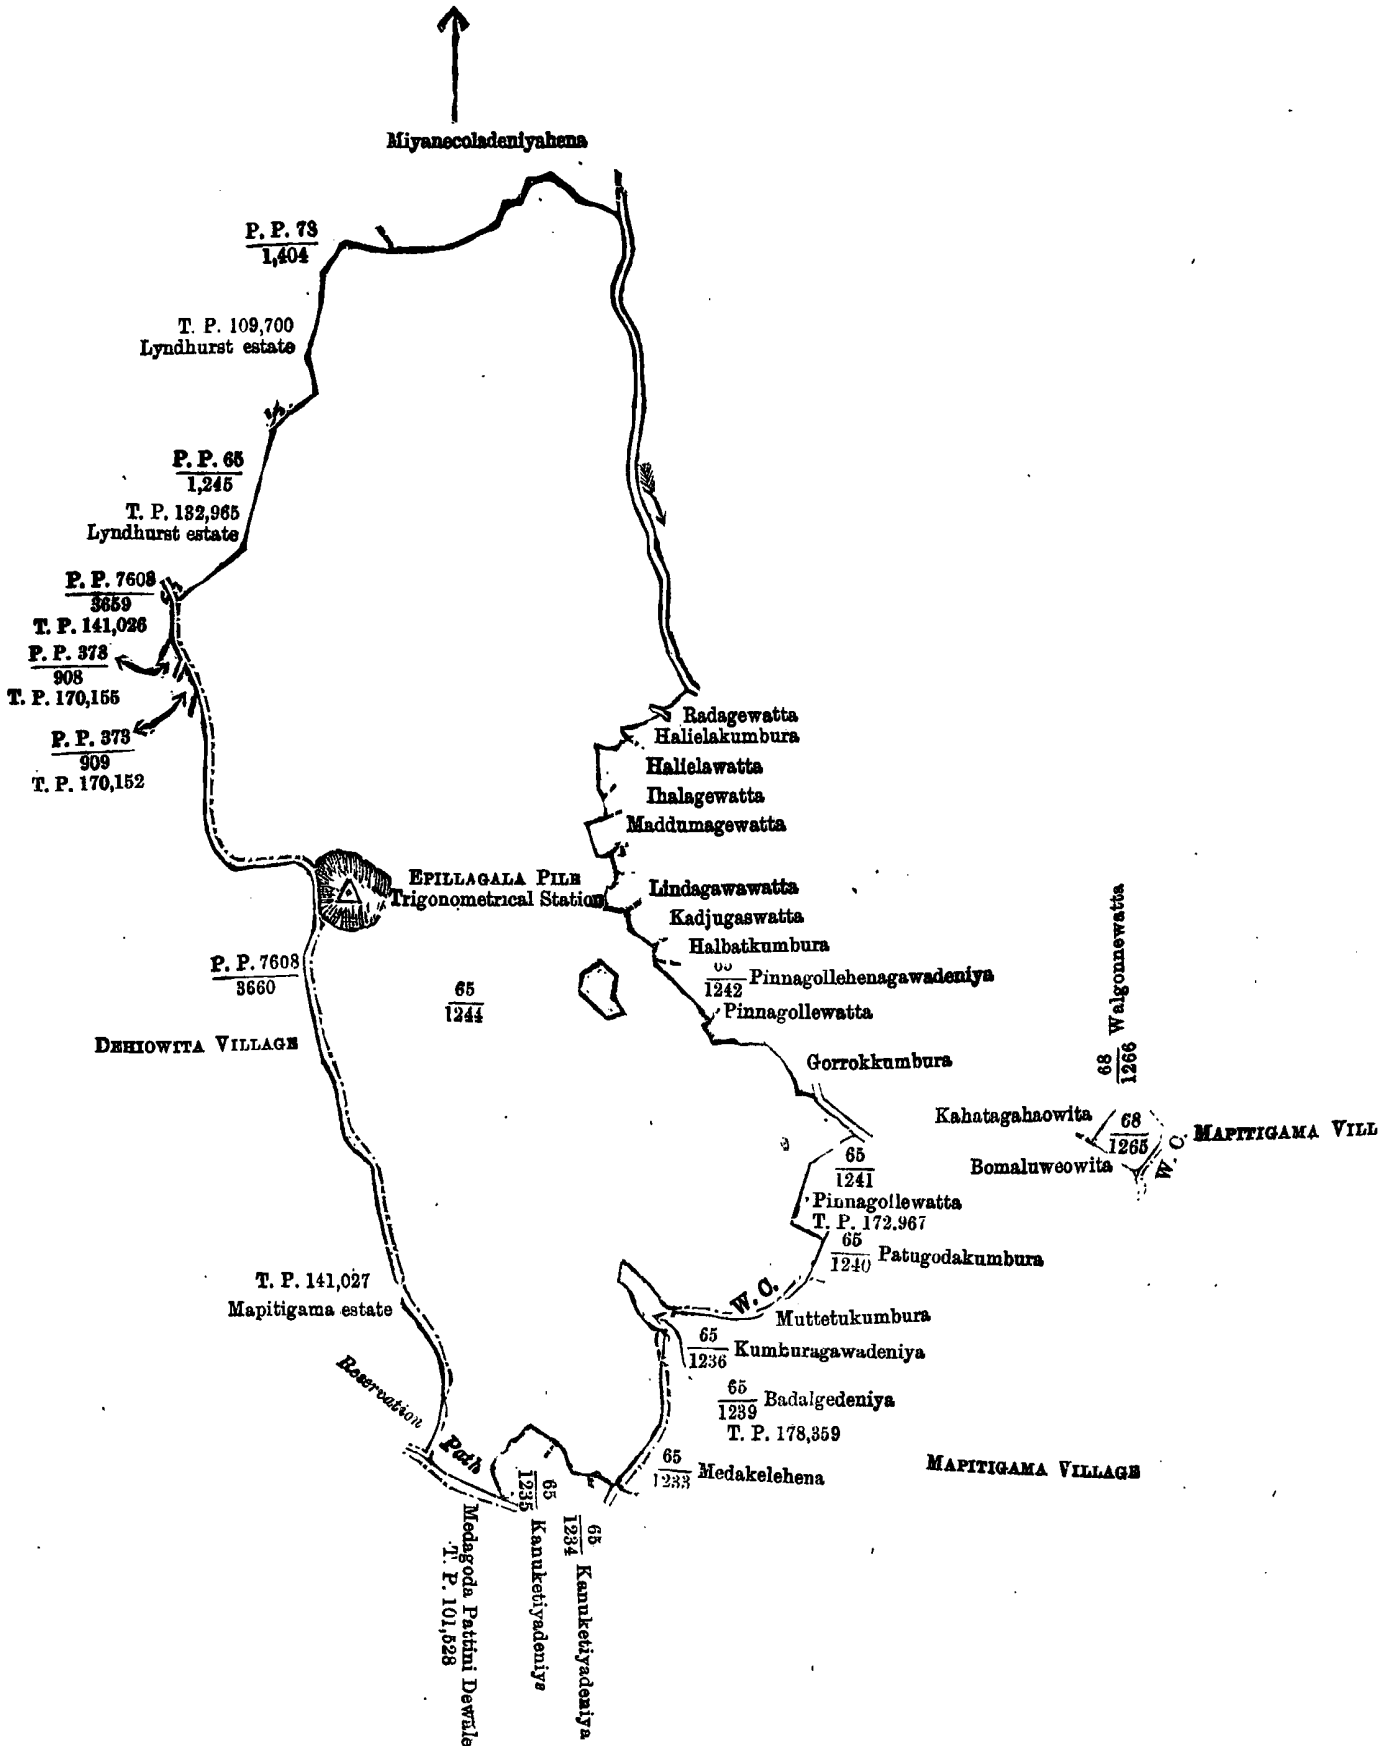 Miyanecoladeniyahena
P. P. 73
1,404
T. P. 109,700
Lyndhurst estate
P. P. 65
1,245
T. P. 132,965
Lyndhurst estate
P. P. 7608
3659
T. P. 141,026
P. P. 373
908
T. P. 170,155
P. P. 373
909
T. P. 170,152
Radagewatta
Halielakumbura
Halielawatta
Ihalagewatta
Maddumagewatta
EPILLAGALA PILE
Trigonometrical Station
Lindagawawatta
Kadjugaswatta
Halbatkumbura
1242 Pinnagollehenagawadeniya
Pinnagollewatta
P. P. 7608
3660
65
1244
DEHIOWITA VILLAGE
Gorrokkumbura
68
1266 Walgonnewatta
Kahatagahaowita
68
1265
Bomaluweowita
W. C.
MAPITIGAMA VILL
65
1241
Pinnagollewatta
T. P. 172.967
65
1240 Patugodakumbura
T. P. 141,027
Mapitigama estate
W. C.
Muttetukumbura
65
1236 Kumburagawadeniya
65
1239 Badalgedeniya
T. P. 178,359
Reservation
Path
65
1233 Medakelehena
MAPITIGAMA VILLAGE
65
1235 Kanuketiyadeniya
65
1234 Kanuketiyadeniya
Medagoda Pattini Dewale
T. P. 101,528